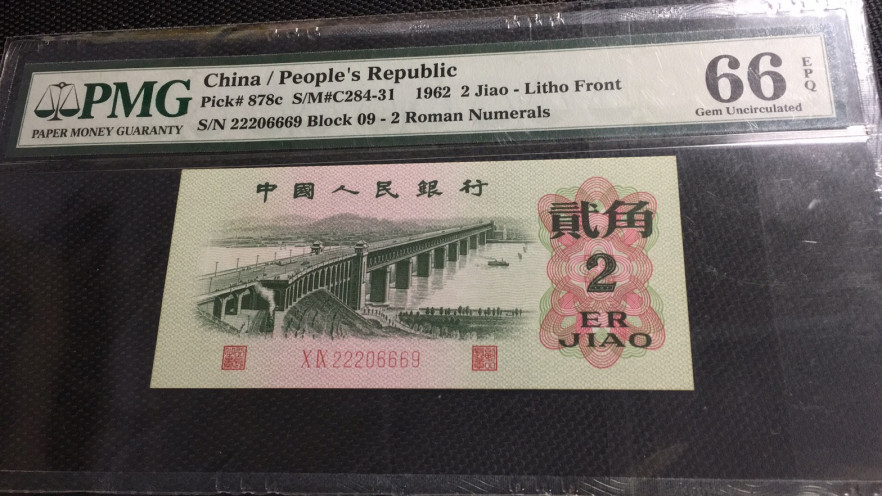 PMG
PAPER MONEY GUARANTY
China / People's Republic
Pick# 878c S/M#C284-31 1962 2 Jiao - Litho Front
S/N 22206669 Block 09 - 2 Roman Numerals
66
EPQ
Gem Uncirculated
中國人民銀行
貳角
2
ER
JIAO
X IX 22206669